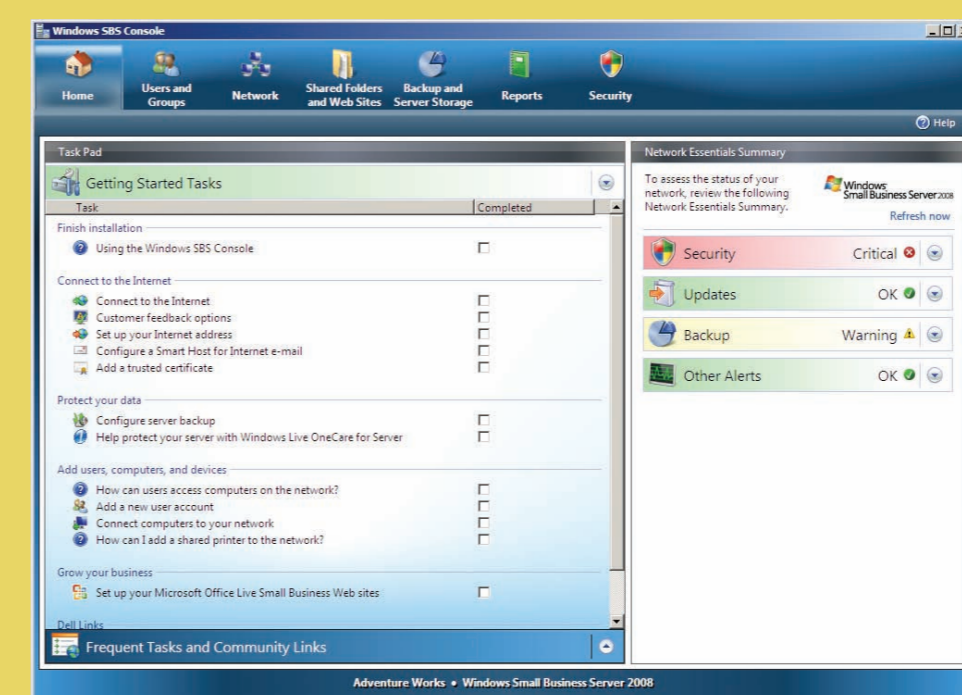 Windows SBS Console
Home
Users and
Groups
Network
Shared Folders
and Web Sites
Backup and
Server Storage
Reports
Security
Help
Task Pad
Getting Started Tasks
Task Completed
Finish installation
Using the Windows SBS Console
Connect to the Internet
Connect to the Internet
Customer feedback options
Set up your Internet address
Configure a Smart Host for Internet e-mail
Add a trusted certificate
Protect your data
Configure server backup
Help protect your server with Windows Live OneCare for Server
Add users, computers, and devices
How can users access computers on the network?
Add a new user account
Connect computers to your network
How can I add a shared printer to the network?
Grow your business
Set up your Microsoft Office Live Small Business Web sites
Dell Links
Frequent Tasks and Community Links
Network Essentials Summary
To assess the status of your
network, review the following
Network Essentials Summary.
Windows
Small Business Server 2008
Refresh now
Security Critical
Updates OK
Backup Warning
Other Alerts OK
Adventure Works • Windows Small Business Server 2008